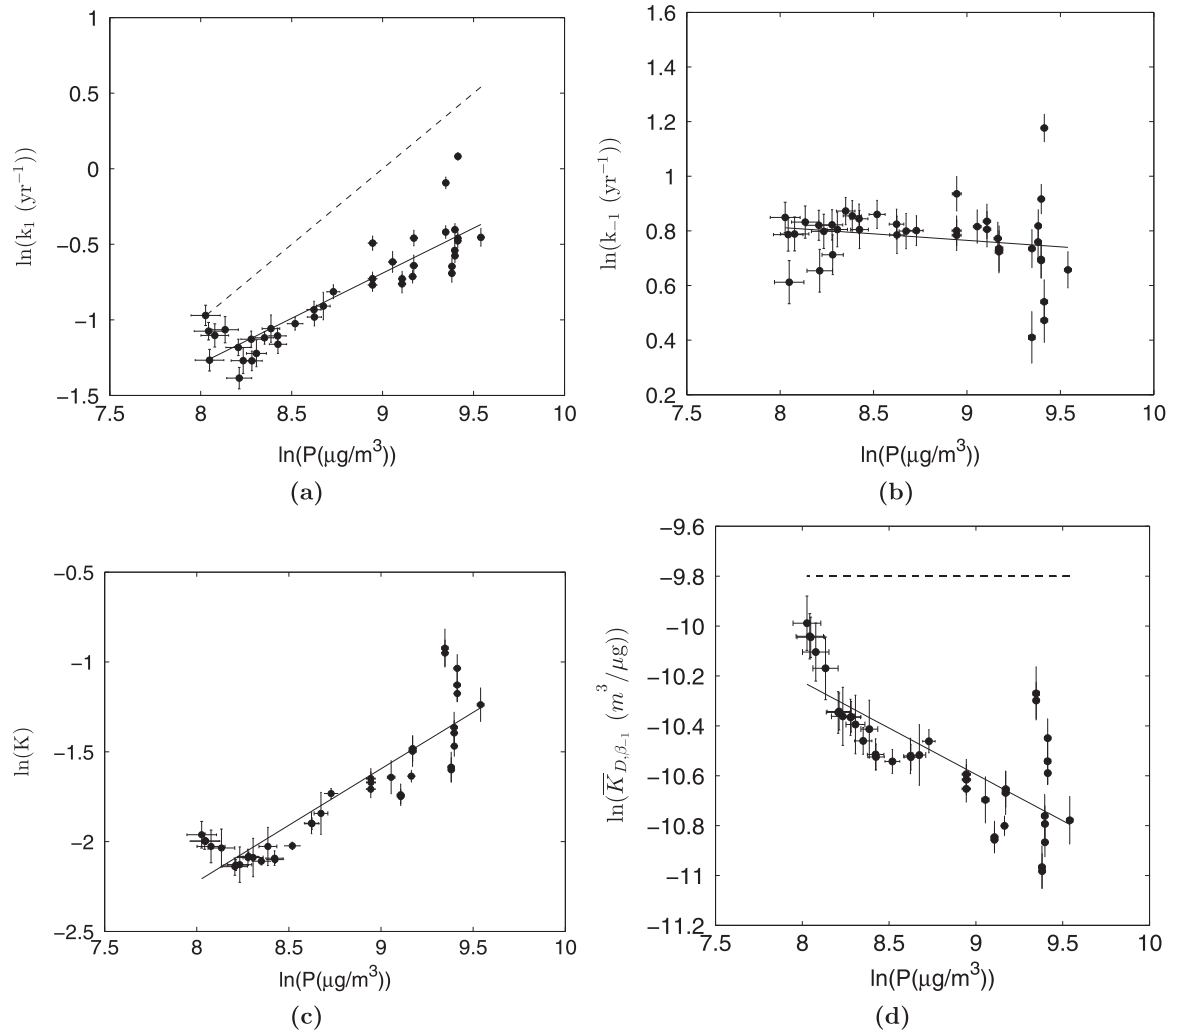 1
0.5
0
−0.5
−1
−1.5
7.5 8 8.5 9 9.5 10
ln(k₁ (yr⁻¹))
ln(P(μg/m³))
(a)
1.6
1.4
1.2
1
0.8
0.6
0.4
0.2
7.5 8 8.5 9 9.5 10
ln(k₋₁ (yr⁻¹))
ln(P(μg/m³))
(b)
−0.5
−1
−1.5
−2
−2.5
7.5 8 8.5 9 9.5 10
ln(K)
ln(P(μg/m³))
(c)
−9.6
−9.8
−10
−10.2
−10.4
−10.6
−10.8
−11
−11.2
7.5 8 8.5 9 9.5 10
ln(K̅_{D,β₋₁} (m³/μg))
ln(P(μg/m³))
(d)